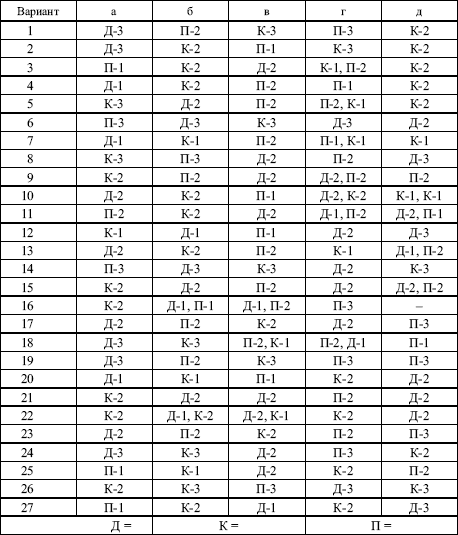 Вариант а б в г д
1 Д-3 П-2 К-3 П-3 К-2
2 Д-3 К-2 П-1 К-3 К-2
3 П-1 К-2 Д-2 К-1, П-2 К-2
4 Д-1 К-2 П-2 П-1 К-2
5 К-3 Д-2 П-2 П-2, К-1 К-2
6 П-3 Д-3 К-3 Д-3 Д-2
7 Д-1 К-1 П-2 П-1, К-1 К-1
8 К-3 П-3 Д-2 П-2 Д-3
9 К-2 П-2 Д-2 Д-2, П-2 П-2
10 Д-2 К-2 П-1 Д-2, К-2 К-1, К-1
11 П-2 К-2 Д-2 Д-1, П-2 Д-2, П-1
12 К-1 Д-1 П-1 Д-2 Д-3
13 Д-2 К-2 П-2 К-1 Д-1, П-2
14 П-3 Д-3 К-3 Д-2 К-3
15 К-2 Д-2 П-2 Д-2 Д-2, П-2
16 К-2 Д-1, П-1 Д-1, П-2 П-3 –
17 Д-2 П-2 К-2 Д-2 П-3
18 Д-3 К-3 П-2, К-1 П-2, Д-1 П-1
19 Д-3 П-2 К-3 П-3 П-3
20 Д-1 К-1 П-1 К-2 Д-2
21 К-2 Д-2 Д-2 П-2 Д-2
22 К-2 Д-1, К-2 Д-2, К-1 К-2 Д-2
23 Д-2 П-2 К-2 П-2 П-3
24 Д-3 К-3 Д-2 П-3 К-2
25 П-1 К-1 Д-2 К-2 П-2
26 К-2 К-3 П-3 Д-3 К-3
27 П-1 К-2 Д-1 К-2 Д-3
Д = К = П =